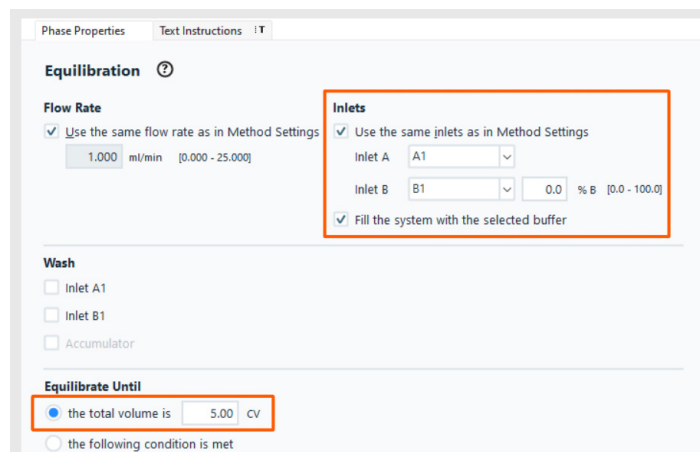 Phase Properties
Text Instructions T
Equilibration ?
Flow Rate
Use the same flow rate as in Method Settings
1.000 ml/min [0.000 - 25.000]
Inlets
Use the same inlets as in Method Settings
Inlet A A1
Inlet B B1 0.0 % B [0.0 - 100.0]
Fill the system with the selected buffer
Wash
Inlet A1
Inlet B1
Accumulator
Equilibrate Until
the total volume is 5.00 CV
the following condition is met